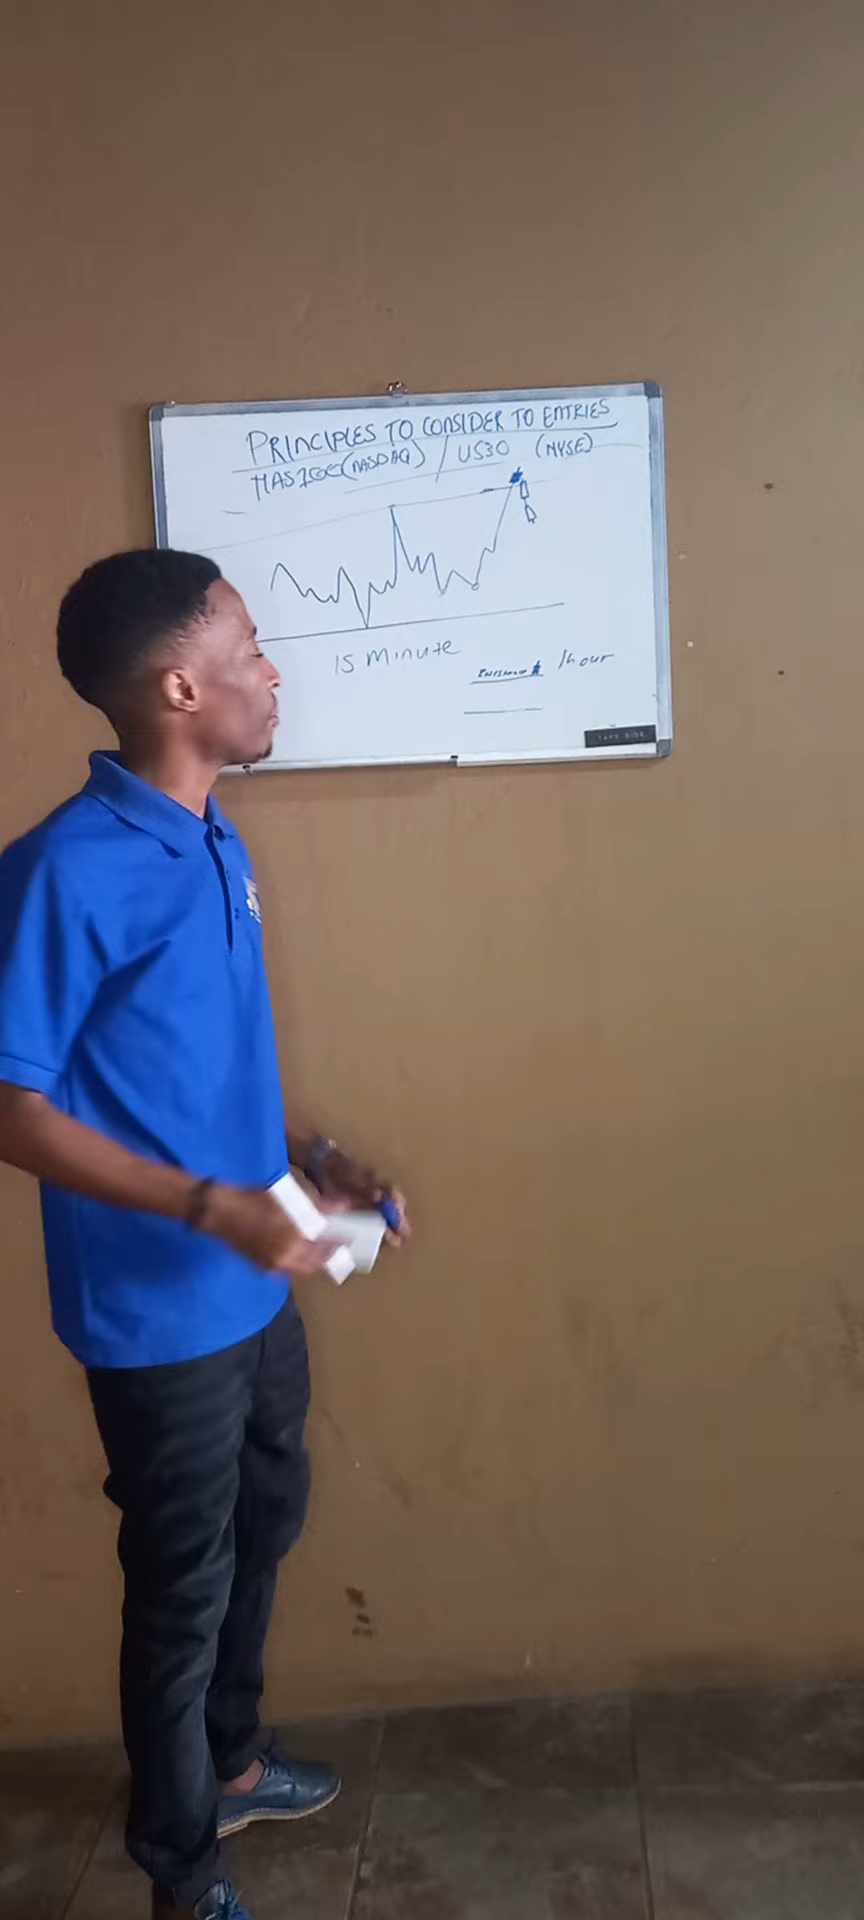 PRINCIPLES TO CONSIDER TO ENTRIES
NAS100(NASDAQ) / US30 (NYSE)
15 Minute
1hour